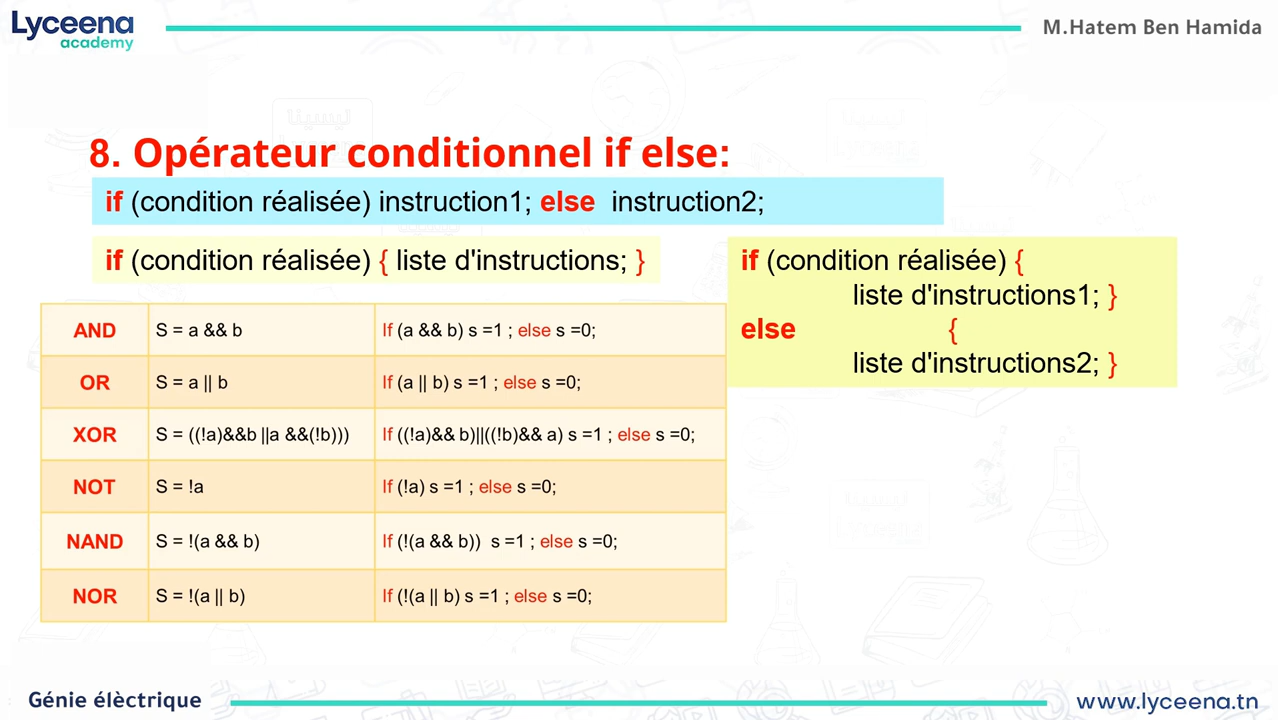 Lyceena
academy
M.Hatem Ben Hamida
8. Opérateur conditionnel if else:
if (condition réalisée) instruction1; else instruction2;
if (condition réalisée) { liste d'instructions; }
if (condition réalisée) {
liste d'instructions1; }
else {
liste d'instructions2; }
AND S = a && b If (a && b) s =1 ; else s =0;
OR S = a || b If (a || b) s =1 ; else s =0;
XOR S = ((!a)&&b ||a &&(!b))) If ((!a)&& b)||((!b)&& a) s =1 ; else s =0;
NOT S = !a If (!a) s =1 ; else s =0;
NAND S = !(a && b) If (!(a && b)) s =1 ; else s =0;
NOR S = !(a || b) If (!(a || b) s =1 ; else s =0;
Génie élèctrique
www.lyceena.tn